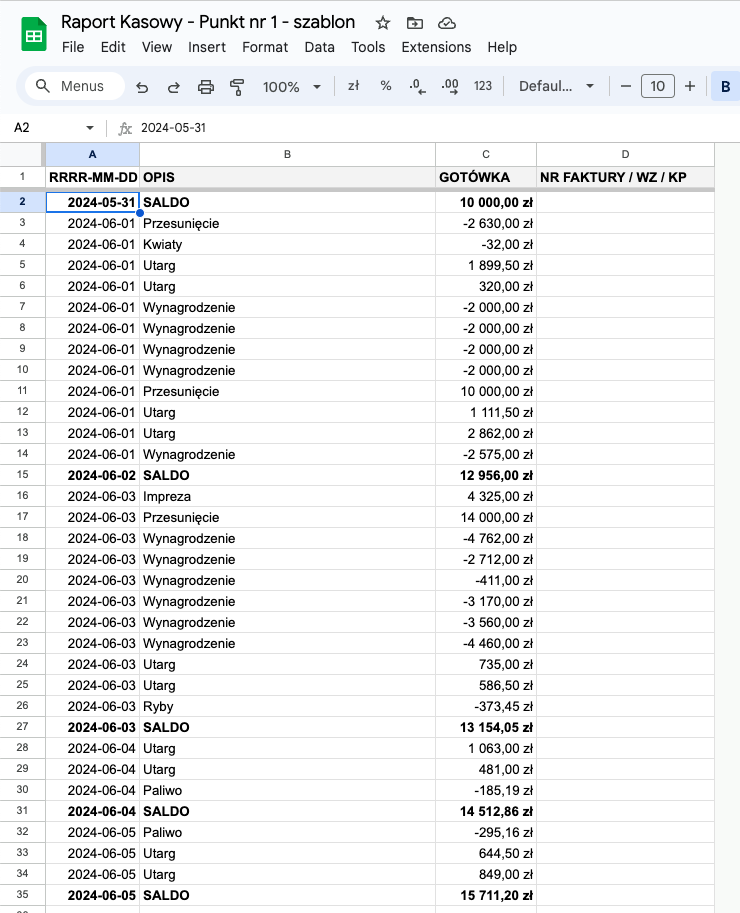 Raport Kasowy - Punkt nr 1 - szablon
File Edit View Insert Format Data Tools Extensions Help
Menus 100% zł % .0 .00 123 Defaul... − 10 + B
A2 fx 2024-05-31
A B C D
1 RRRR-MM-DD OPIS GOTÓWKA NR FAKTURY / WZ / KP
2 2024-05-31 SALDO 10 000,00 zł
3 2024-06-01 Przesunięcie -2 630,00 zł
4 2024-06-01 Kwiaty -32,00 zł
5 2024-06-01 Utarg 1 899,50 zł
6 2024-06-01 Utarg 320,00 zł
7 2024-06-01 Wynagrodzenie -2 000,00 zł
8 2024-06-01 Wynagrodzenie -2 000,00 zł
9 2024-06-01 Wynagrodzenie -2 000,00 zł
10 2024-06-01 Wynagrodzenie -2 000,00 zł
11 2024-06-01 Przesunięcie 10 000,00 zł
12 2024-06-01 Utarg 1 111,50 zł
13 2024-06-01 Utarg 2 862,00 zł
14 2024-06-01 Wynagrodzenie -2 575,00 zł
15 2024-06-02 SALDO 12 956,00 zł
16 2024-06-03 Impreza 4 325,00 zł
17 2024-06-03 Przesunięcie 14 000,00 zł
18 2024-06-03 Wynagrodzenie -4 762,00 zł
19 2024-06-03 Wynagrodzenie -2 712,00 zł
20 2024-06-03 Wynagrodzenie -411,00 zł
21 2024-06-03 Wynagrodzenie -3 170,00 zł
22 2024-06-03 Wynagrodzenie -3 560,00 zł
23 2024-06-03 Wynagrodzenie -4 460,00 zł
24 2024-06-03 Utarg 735,00 zł
25 2024-06-03 Utarg 586,50 zł
26 2024-06-03 Ryby -373,45 zł
27 2024-06-03 SALDO 13 154,05 zł
28 2024-06-04 Utarg 1 063,00 zł
29 2024-06-04 Utarg 481,00 zł
30 2024-06-04 Paliwo -185,19 zł
31 2024-06-04 SALDO 14 512,86 zł
32 2024-06-05 Paliwo -295,16 zł
33 2024-06-05 Utarg 644,50 zł
34 2024-06-05 Utarg 849,00 zł
35 2024-06-05 SALDO 15 711,20 zł